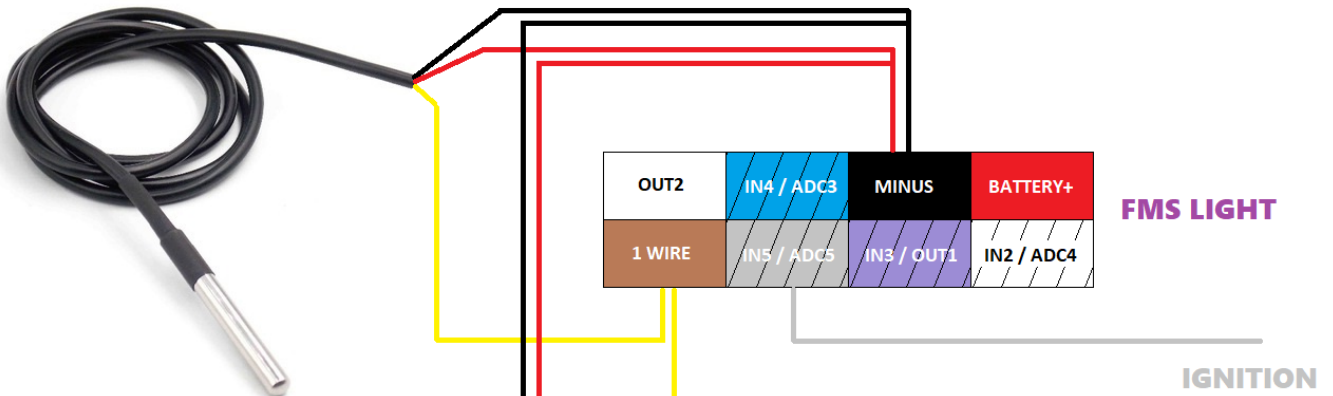 OUT2
IN4 / ADC3
MINUS
BATTERY+
FMS LIGHT
1 WIRE
IN5 / ADC5
IN3 / OUT1
IN2 / ADC4
IGNITION